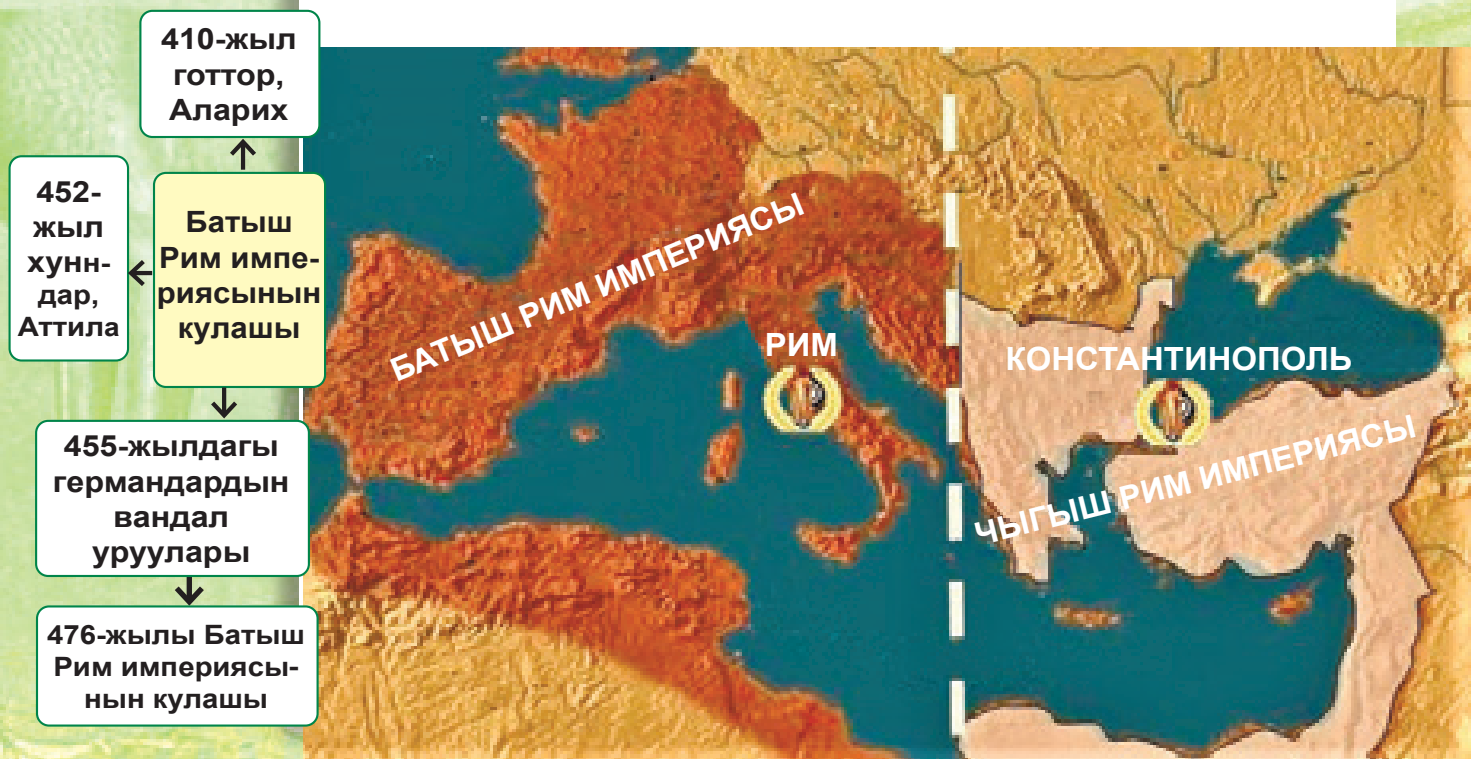 410-жыл
готтор,
Аларих
452-
жыл
хунн-
дар,
Аттила
Батыш
Рим импе-
риясынын
кулашы
455-жылдагы
германдардын
вандал
уруулары
476-жылы Батыш
Рим империясы-
нын кулашы
БАТЫШ РИМ ИМПЕРИЯСЫ
РИМ
КОНСТАНТИНОПОЛЬ
ЧЫГЫШ РИМ ИМПЕРИЯСЫ